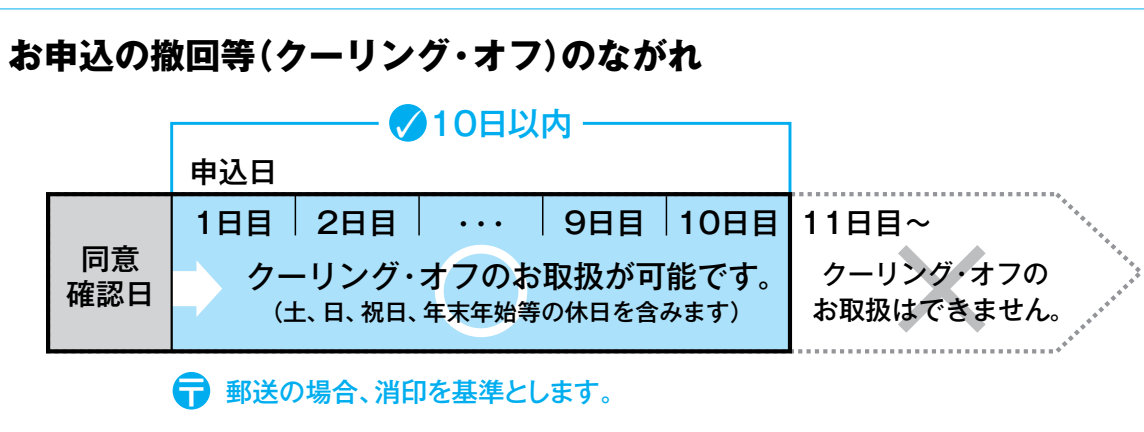 お申込の撤回等(クーリング・オフ)のながれ
10日以内
申込日
同意
確認日
1日目 2日目 ・・・ 9日目 10日目 11日目～
クーリング・オフのお取扱が可能です。
(土、日、祝日、年末年始等の休日を含みます)
クーリング・オフの
お取扱はできません。
〒 郵送の場合、消印を基準とします。